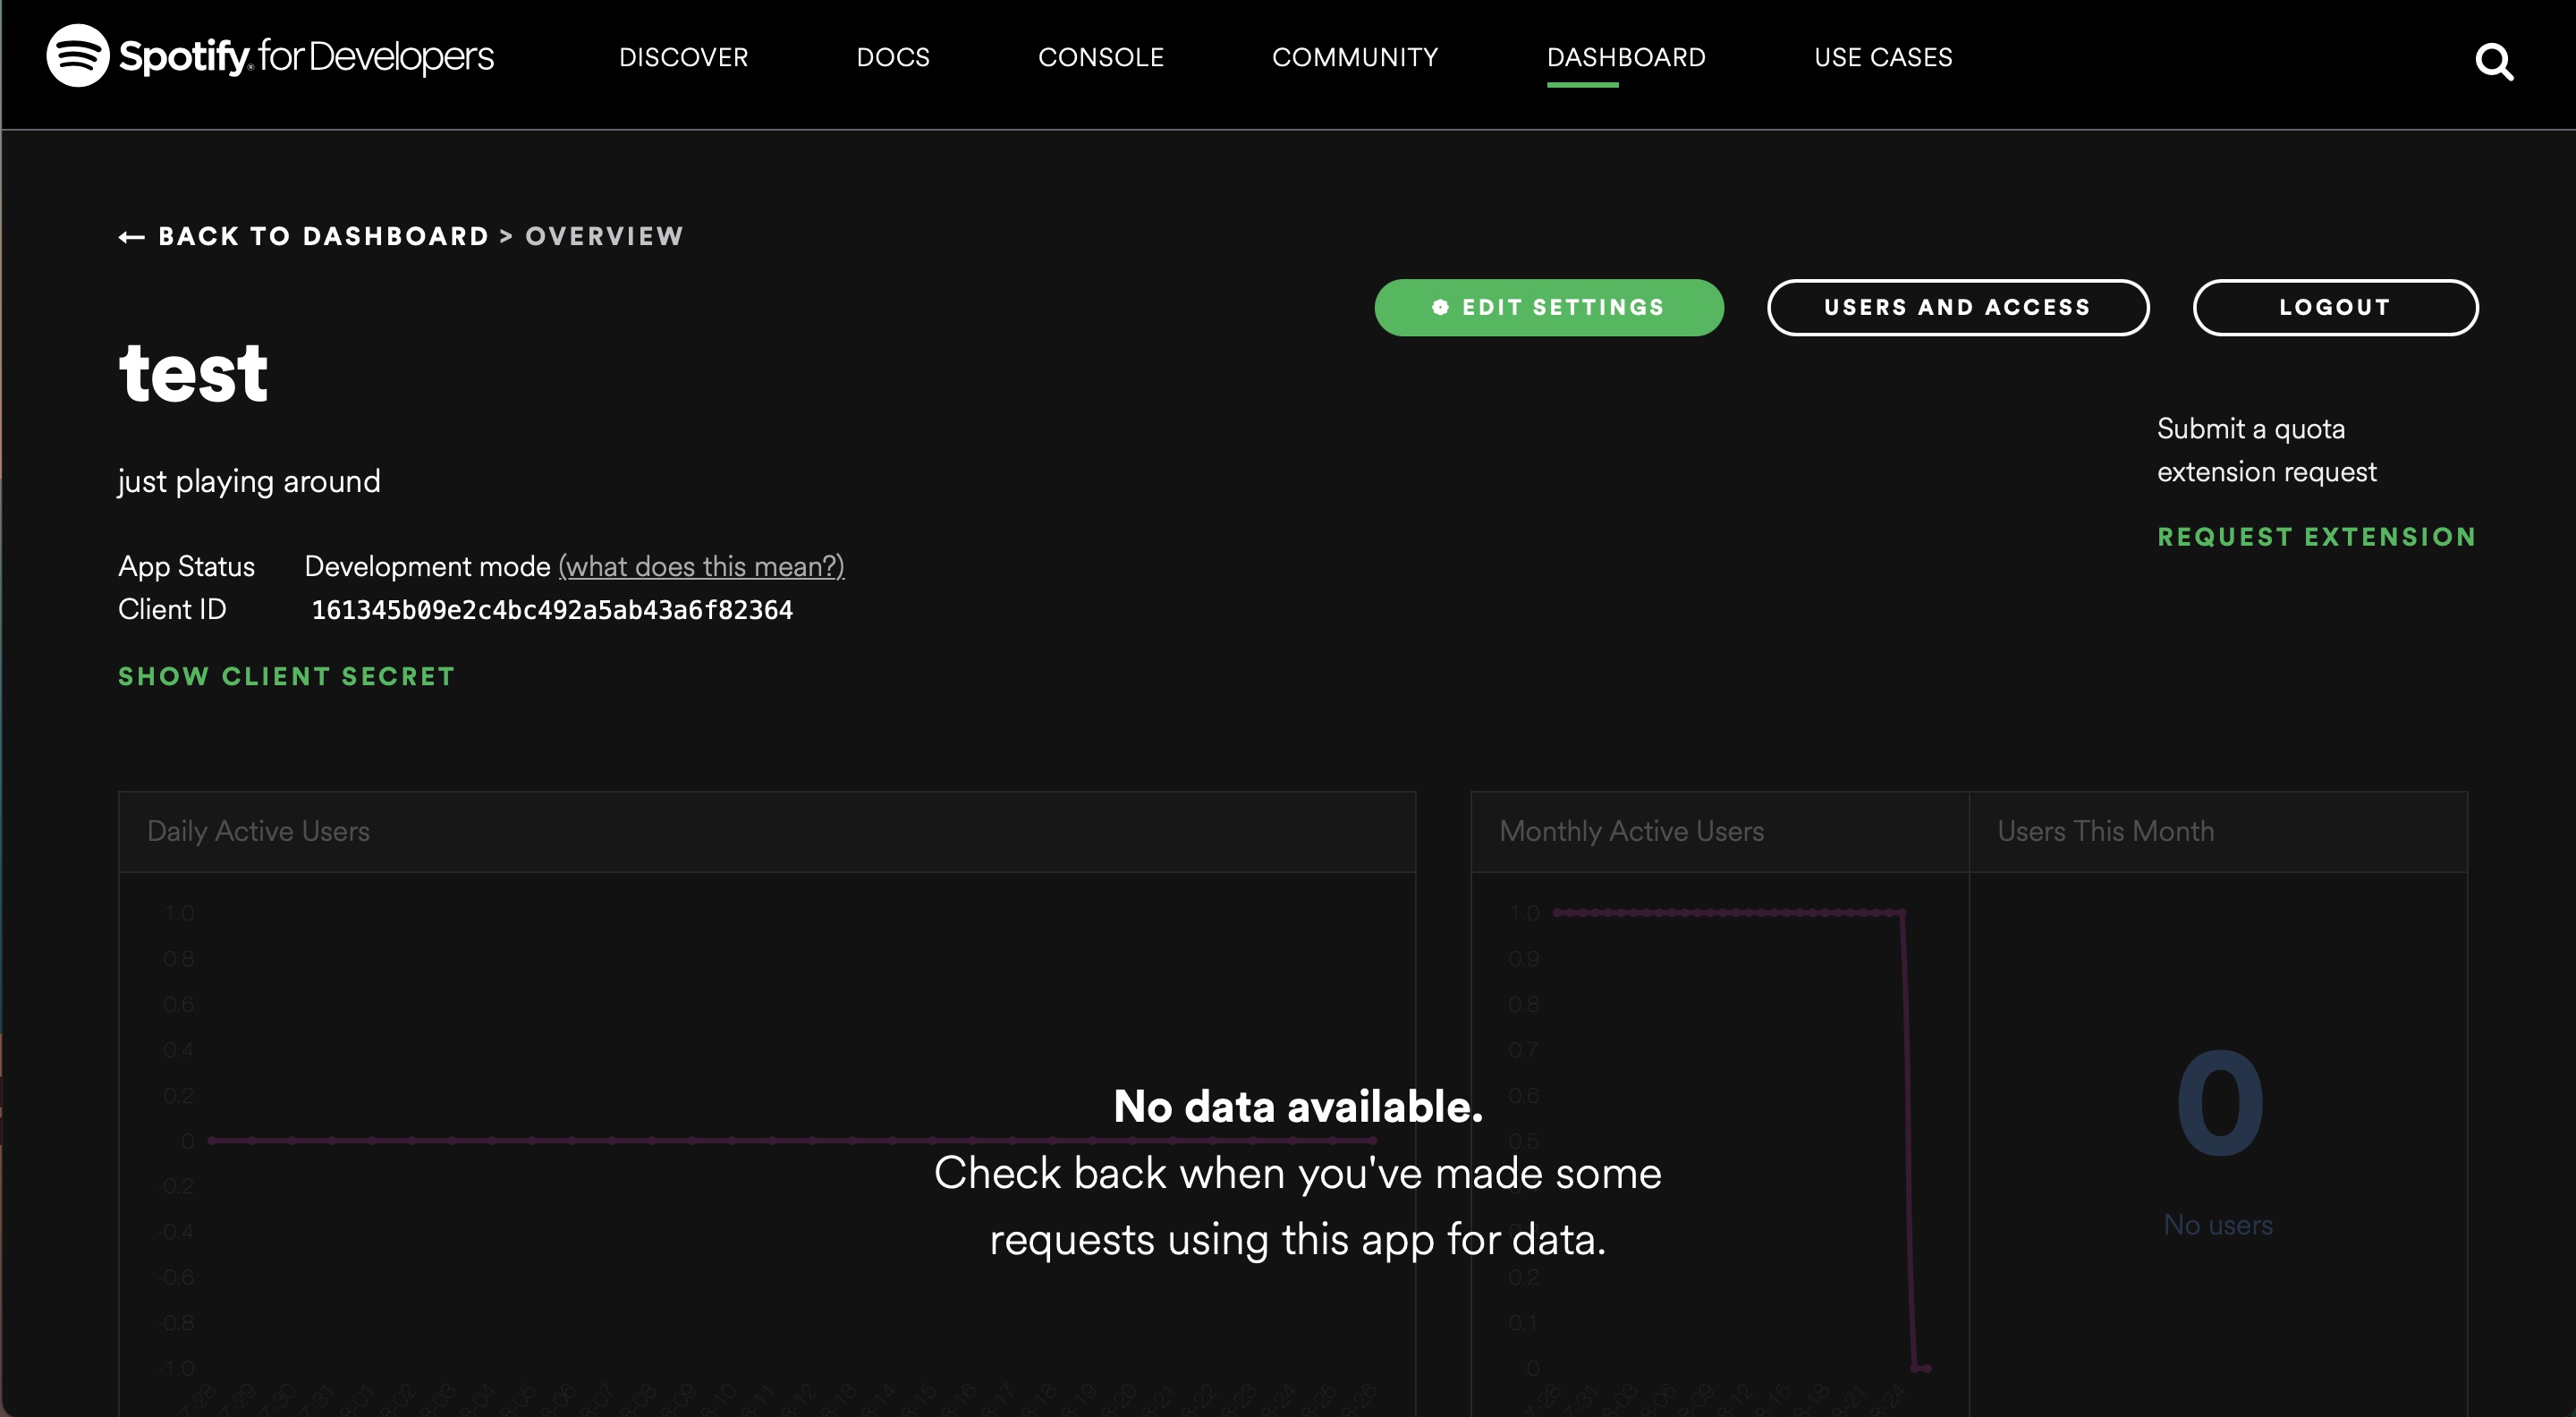 Spotify® for Developers
DISCOVER
DOCS
CONSOLE
COMMUNITY
DASHBOARD
USE CASES
← BACK TO DASHBOARD > OVERVIEW
EDIT SETTINGS
USERS AND ACCESS
LOGOUT
test
just playing around
Submit a quota
extension request
REQUEST EXTENSION
App Status Development mode (what does this mean?)
Client ID 161345b09e2c4bc492a5ab43a6f82364
SHOW CLIENT SECRET
Daily Active Users
1.0
0.8
0.6
0.4
0.2
0
-0.2
-0.4
-0.6
-0.8
-1.0
Monthly Active Users
1.0
0.9
0.8
0.7
0.6
0.5
0.2
0.1
0
Users This Month
0
No users
No data available.
Check back when you've made some
requests using this app for data.